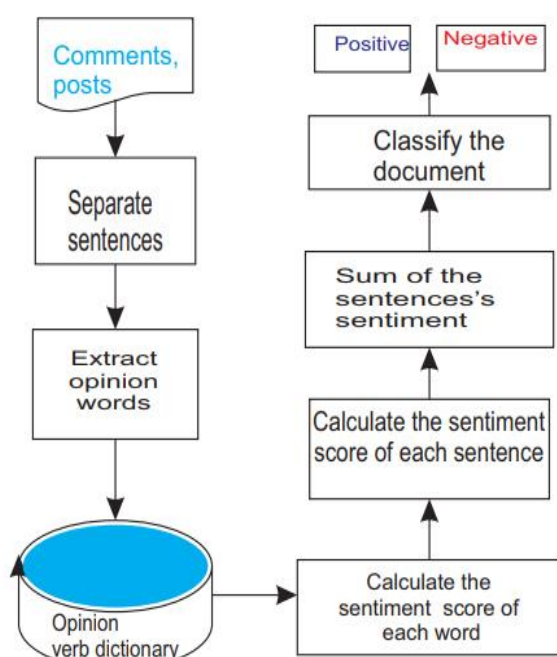 Comments,
posts
Separate
sentences
Extract
opinion
words
Opinion
verb dictionary
Calculate the
sentiment score of
each word
Calculate the sentiment
score of each sentence
Sum of the
sentences's
sentiment
Classify the
document
Positive
Negative